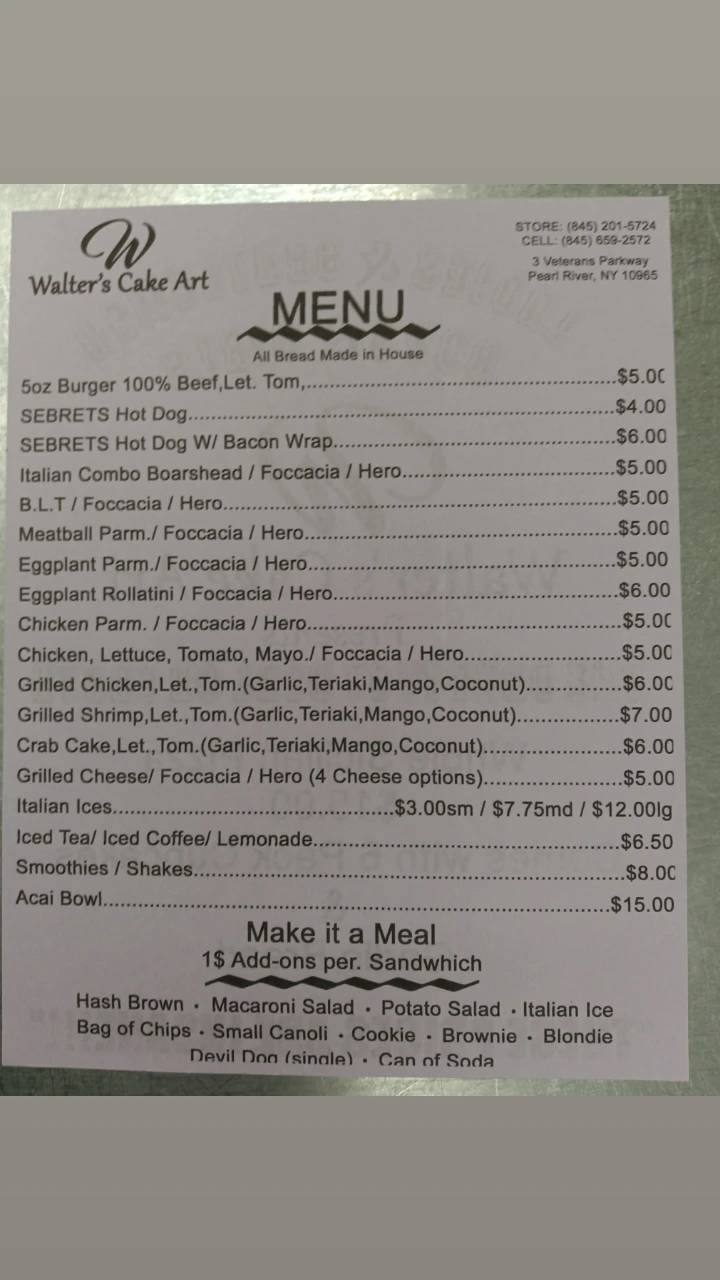 W
Walter's Cake Art
STORE: (845) 201-5724
CELL: (845) 659-2572
3 Veterans Parkway
Pearl River, NY 10965
MENU
All Bread Made in House
5oz Burger 100% Beef,Let. Tom,..........$5.00
SEBRETS Hot Dog..........$4.00
SEBRETS Hot Dog W/ Bacon Wrap..........$6.00
Italian Combo Boarshead / Foccacia / Hero..........$5.00
B.L.T / Foccacia / Hero..........$5.00
Meatball Parm./ Foccacia / Hero..........$5.00
Eggplant Parm./ Foccacia / Hero..........$5.00
Eggplant Rollatini / Foccacia / Hero..........$6.00
Chicken Parm. / Foccacia / Hero..........$5.00
Chicken, Lettuce, Tomato, Mayo./ Foccacia / Hero..........$5.00
Grilled Chicken,Let.,Tom.(Garlic,Teriaki,Mango,Coconut)..........$6.00
Grilled Shrimp,Let.,Tom.(Garlic,Teriaki,Mango,Coconut)..........$7.00
Crab Cake,Let.,Tom.(Garlic,Teriaki,Mango,Coconut)..........$6.00
Grilled Cheese/ Foccacia / Hero (4 Cheese options)..........$5.00
Italian Ices..........$3.00sm / $7.75md / $12.00lg
Iced Tea/ Iced Coffee/ Lemonade..........$6.50
Smoothies / Shakes..........$8.00
Acai Bowl..........$15.00
Make it a Meal
1$ Add-ons per. Sandwhich
Hash Brown • Macaroni Salad • Potato Salad • Italian Ice
Bag of Chips • Small Canoli • Cookie • Brownie • Blondie
Devil Dog (single) • Can of Soda